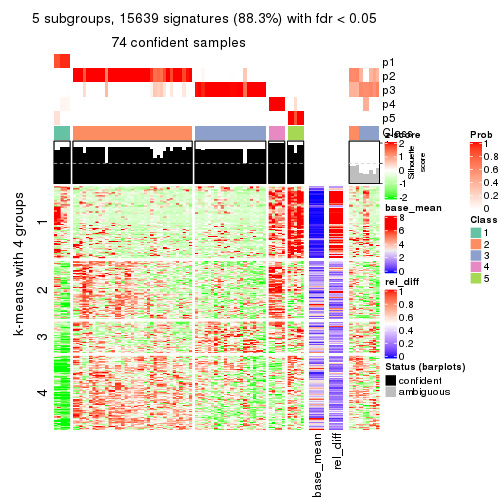 5 subgroups, 15639 signatures (88.3%) with fdr < 0.05
74 confident samples
p1
p2
p3
p4
p5
Class
z-score
2
1
0
-1
-2
Silhouette
score
Prob
1
0.8
0.6
0.4
0.2
0
base_mean
8
6
4
2
0
Class
1
2
3
4
5
rel_diff
1
0.8
0.6
0.4
0.2
0
Status (barplots)
confident
ambiguous
k-means with 4 groups
1
2
3
4
base_mean
rel_diff